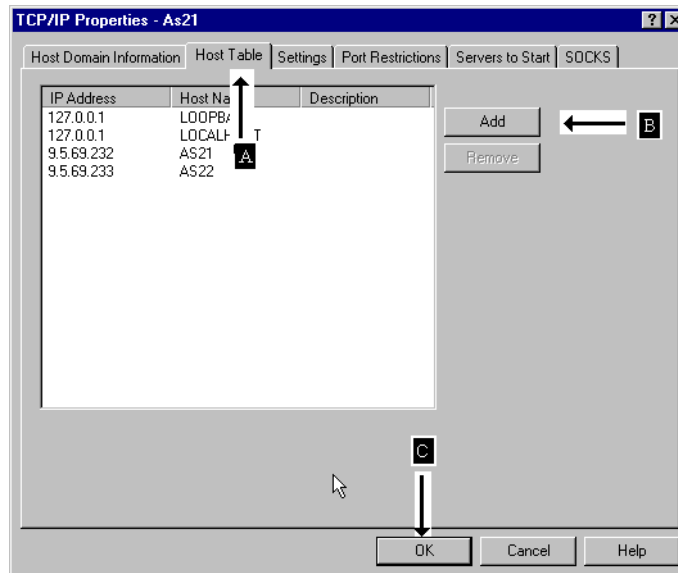 TCP/IP Properties - As21
Host Domain Information Host Table Settings Port Restrictions Servers to Start SOCKS
IP Address Host Na Description
127.0.0.1 LOOPBA
127.0.0.1 LOCALH T
9.5.69.232 AS21
9.5.69.233 AS22
A
Add
B
Remove
C
OK Cancel Help